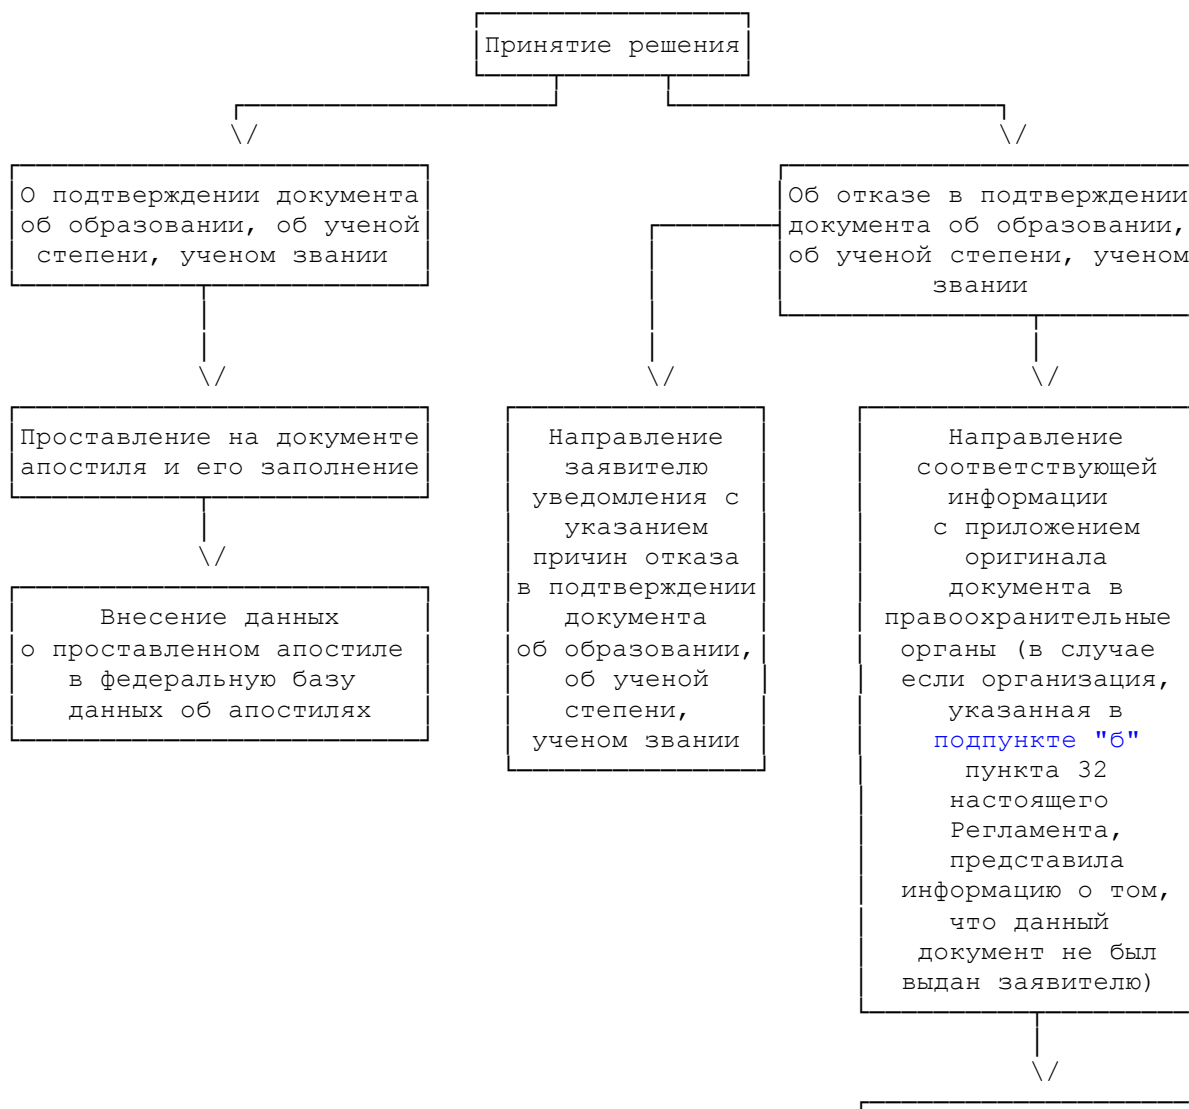 Принятие решения
О подтверждении документа
об образовании, об ученой
степени, ученом звании
Об отказе в подтверждении
документа об образовании,
об ученой степени, ученом
звании
Проставление на документе
апостиля и его заполнение
Внесение данных
о проставленном апостиле
в федеральную базу
данных об апостилях
Направление
заявителю
уведомления с
указанием
причин отказа
в подтверждении
документа
об образовании,
об ученой
степени,
ученом звании
Направление
соответствующей
информации
с приложением
оригинала
документа в
правоохранительные
органы (в случае
если организация,
указанная в
подпункте "б"
пункта 32
настоящего
Регламента,
представила
информацию о том,
что данный
документ не был
выдан заявителю)